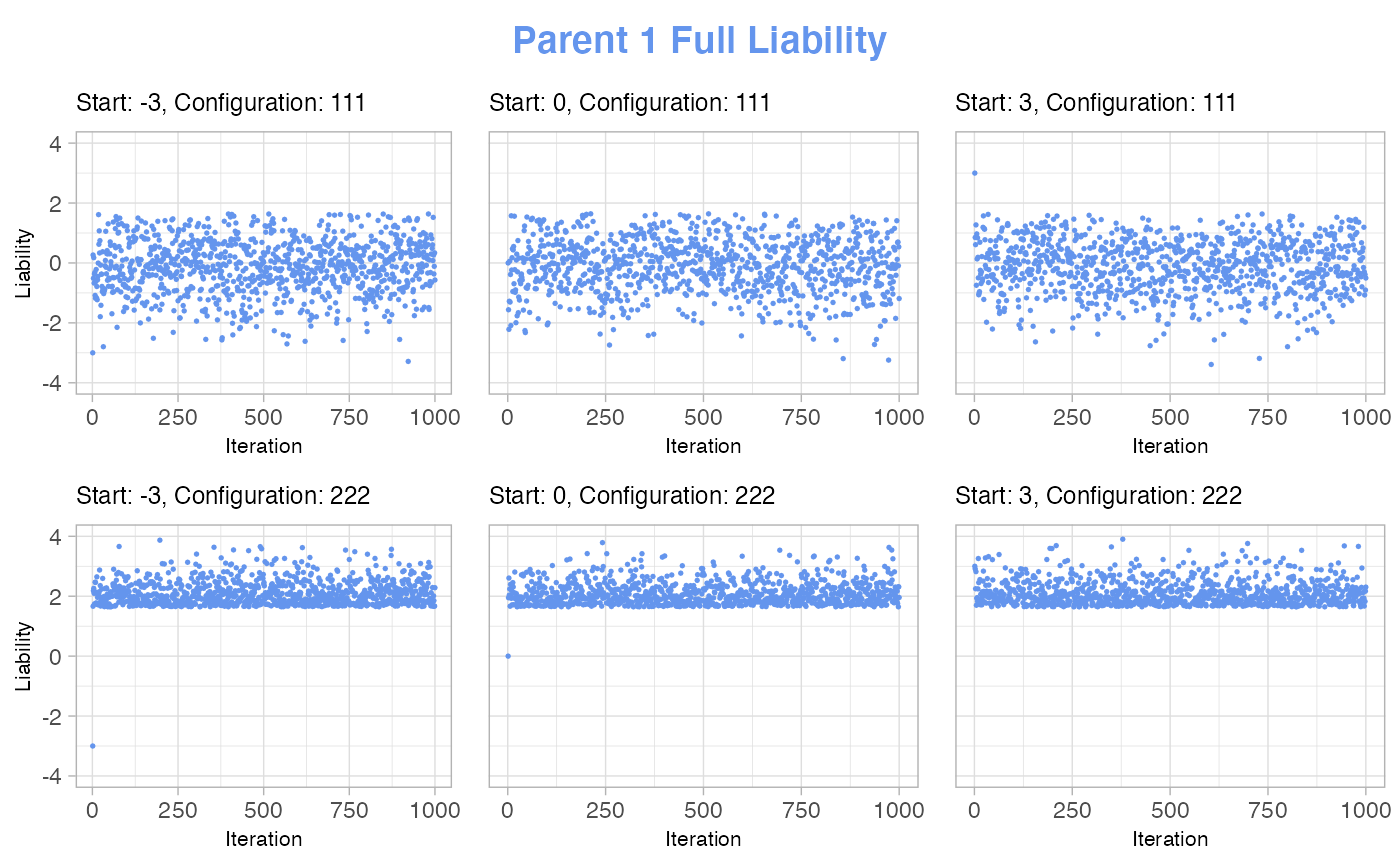 Parent 1 Full Liability
Start: -3, Configuration: 111
Start: 0, Configuration: 111
Start: 3, Configuration: 111
Liability
4
2
0
-2
-4
0 250 500 750 1000
0 250 500 750 1000
0 250 500 750 1000
Iteration
Iteration
Iteration
Start: -3, Configuration: 222
Start: 0, Configuration: 222
Start: 3, Configuration: 222
Liability
4
2
0
-2
-4
0 250 500 750 1000
0 250 500 750 1000
0 250 500 750 1000
Iteration
Iteration
Iteration